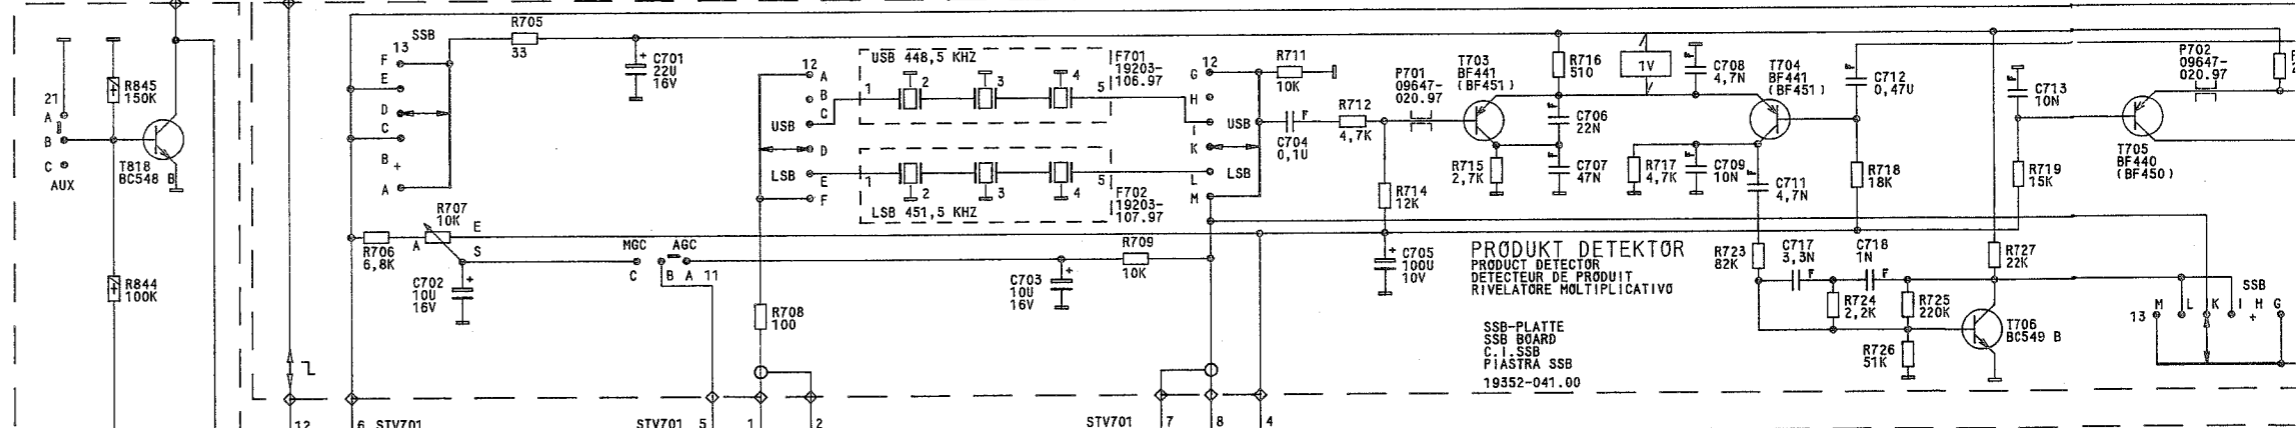 21
A
B
C
AUX
R845
150K
R844
100K
T818
BC548 B
12
SSB
13
F
E
D
C
B
+
A
R705
33
C701
22U
16V
+
R707
10K
E
A
S
R706
6,8K
C702
10U
16V
+
MGC
AGC
C
B
A
11
6
STV701
STV701
5
1
2
12
A
B
C
USB
D
LSB
E
F
R708
100
USB 448,5 KHZ
1
2
3
4
5
F701
19203-
106.97
LSB 451,5 KHZ
1
2
3
4
5
F702
19203-
107.97
C703
10U
16V
+
R709
10K
STV701
7
8
4
12
G
H
USB
I
K
LSB
L
M
R711
10K
F
C704
0,1U
R712
4,7K
R714
12K
C705
100U
10V
+
P701
09647-
020.97
T703
BF441
(BF451)
R715
2,7K
R716
510
C706
22N
C707
47N
1V
C708
4,7N
R717
4,7K
C709
10N
T704
BF441
(BF451)
C711
4,7N
C712
0,47U
R718
18K
C713
10N
R719
15K
T705
BF440
(BF450)
P702
09647-
020.97
PRODUKT DETEKTOR
PRODUCT DETECTOR
DETECTEUR DE PRODUIT
RIVELATORE MOLTIPLICATIVO
SSB-PLATTE
SSB BOARD
C.I.SSB
PIASTRA SSB
19352-041.00
R723
82K
C717
3,3N
F
C718
1N
F
R724
2,2K
R725
220K
R726
51K
R727
22K
T706
BC549 B
SSB
13
M
L
K
I
H
+
G